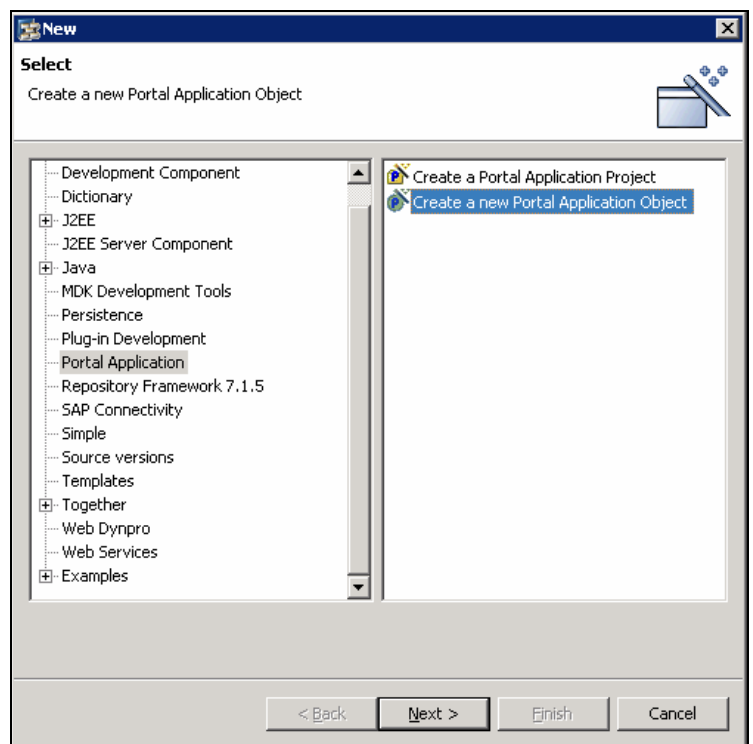 New
Select
Create a new Portal Application Object
Development Component
Dictionary
J2EE
J2EE Server Component
Java
MDK Development Tools
Persistence
Plug-in Development
Portal Application
Repository Framework 7.1.5
SAP Connectivity
Simple
Source versions
Templates
Together
Web Dynpro
Web Services
Examples
Create a Portal Application Project
Create a new Portal Application Object
< Back
Next >
Finish
Cancel